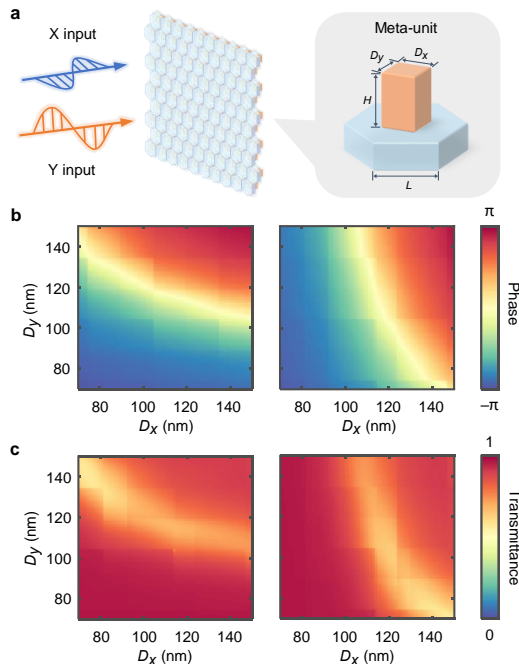 a
X input
Y input
Meta-unit
Dy
Dx
H
L
b
π
140
120
100
80
Dy (nm)
80 100 120 140
Dx (nm)
80 100 120 140
Dx (nm)
Phase
–π
c
1
140
120
100
80
Dy (nm)
80 100 120 140
Dx (nm)
80 100 120 140
Dx (nm)
Transmittance
0